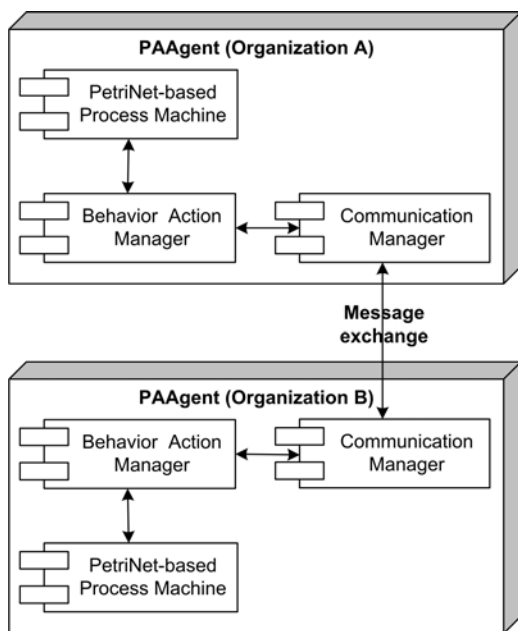 PAAgent (Organization A)
PetriNet-based
Process Machine
Behavior Action
Manager
Communication
Manager
Message
exchange
PAAgent (Organization B)
Behavior Action
Manager
Communication
Manager
PetriNet-based
Process Machine